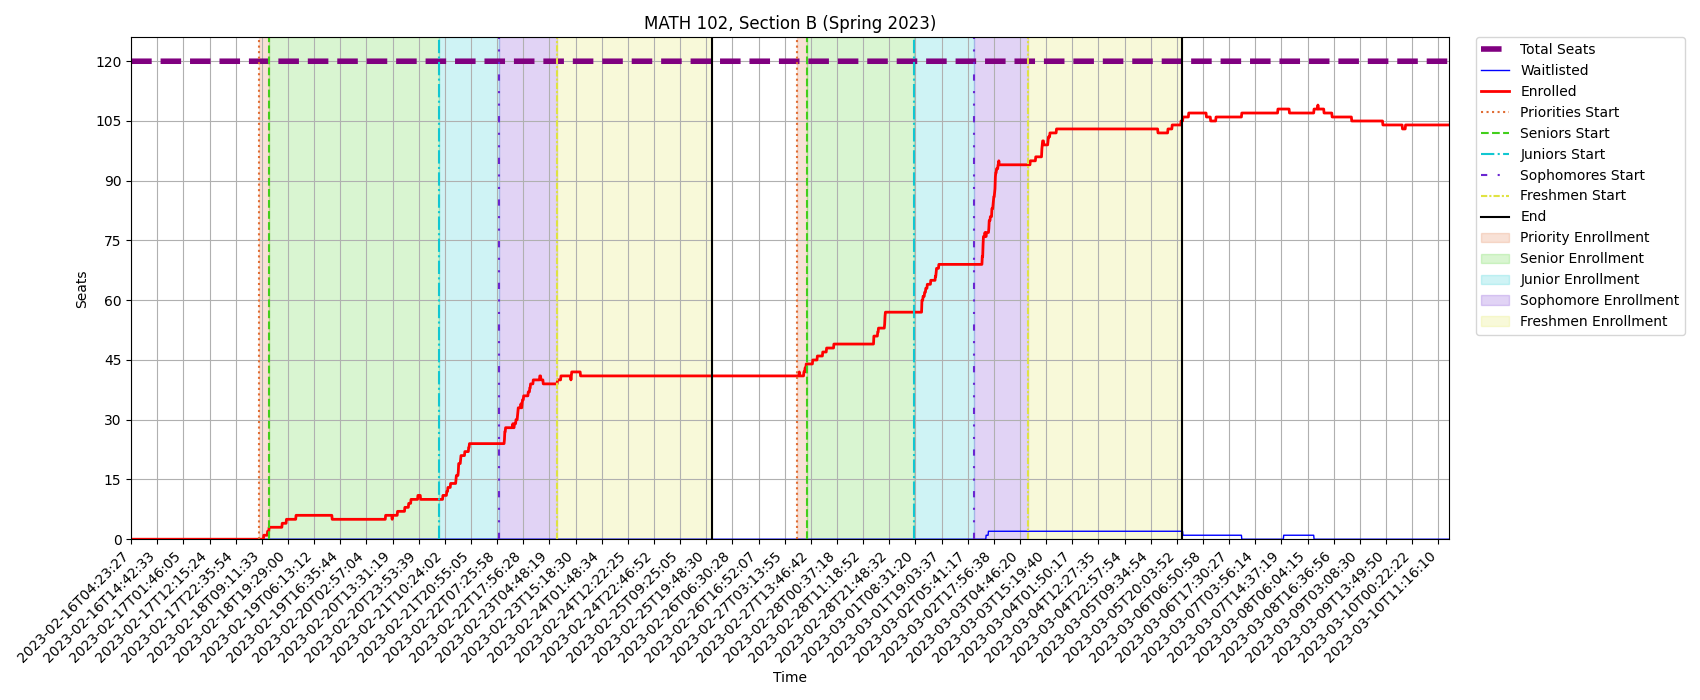 MATH 102, Section B (Spring 2023)
Seats
120
105
90
75
60
45
30
15
0
2023-02-16T04:23:27
2023-02-16T14:42:33
2023-02-17T01:46:05
2023-02-17T12:15:24
2023-02-17T22:35:54
2023-02-18T09:11:33
2023-02-18T19:29:00
2023-02-19T06:13:12
2023-02-19T16:35:44
2023-02-20T02:57:04
2023-02-20T13:31:19
2023-02-20T23:53:39
2023-02-21T10:24:02
2023-02-21T20:55:05
2023-02-22T07:25:58
2023-02-22T17:56:28
2023-02-23T04:48:19
2023-02-23T15:18:30
2023-02-24T01:48:34
2023-02-24T12:22:25
2023-02-24T22:46:52
2023-02-25T09:25:05
2023-02-25T19:48:30
2023-02-26T06:30:28
2023-02-26T16:52:07
2023-02-27T03:13:55
2023-02-27T13:46:42
2023-02-28T00:37:18
2023-02-28T11:18:52
2023-02-28T21:48:32
2023-03-01T08:31:20
2023-03-01T19:03:37
2023-03-02T05:41:17
2023-03-02T17:56:38
2023-03-03T04:46:20
2023-03-03T15:19:40
2023-03-04T01:50:17
2023-03-04T12:27:35
2023-03-04T22:57:54
2023-03-05T09:34:54
2023-03-05T20:03:52
2023-03-06T06:50:58
2023-03-06T17:30:27
2023-03-07T03:56:14
2023-03-07T14:37:19
2023-03-08T06:04:15
2023-03-08T16:36:56
2023-03-09T03:08:30
2023-03-09T13:49:50
2023-03-10T00:22:22
2023-03-10T11:16:10
Time
Total Seats
Waitlisted
Enrolled
Priorities Start
Seniors Start
Juniors Start
Sophomores Start
Freshmen Start
End
Priority Enrollment
Senior Enrollment
Junior Enrollment
Sophomore Enrollment
Freshmen Enrollment